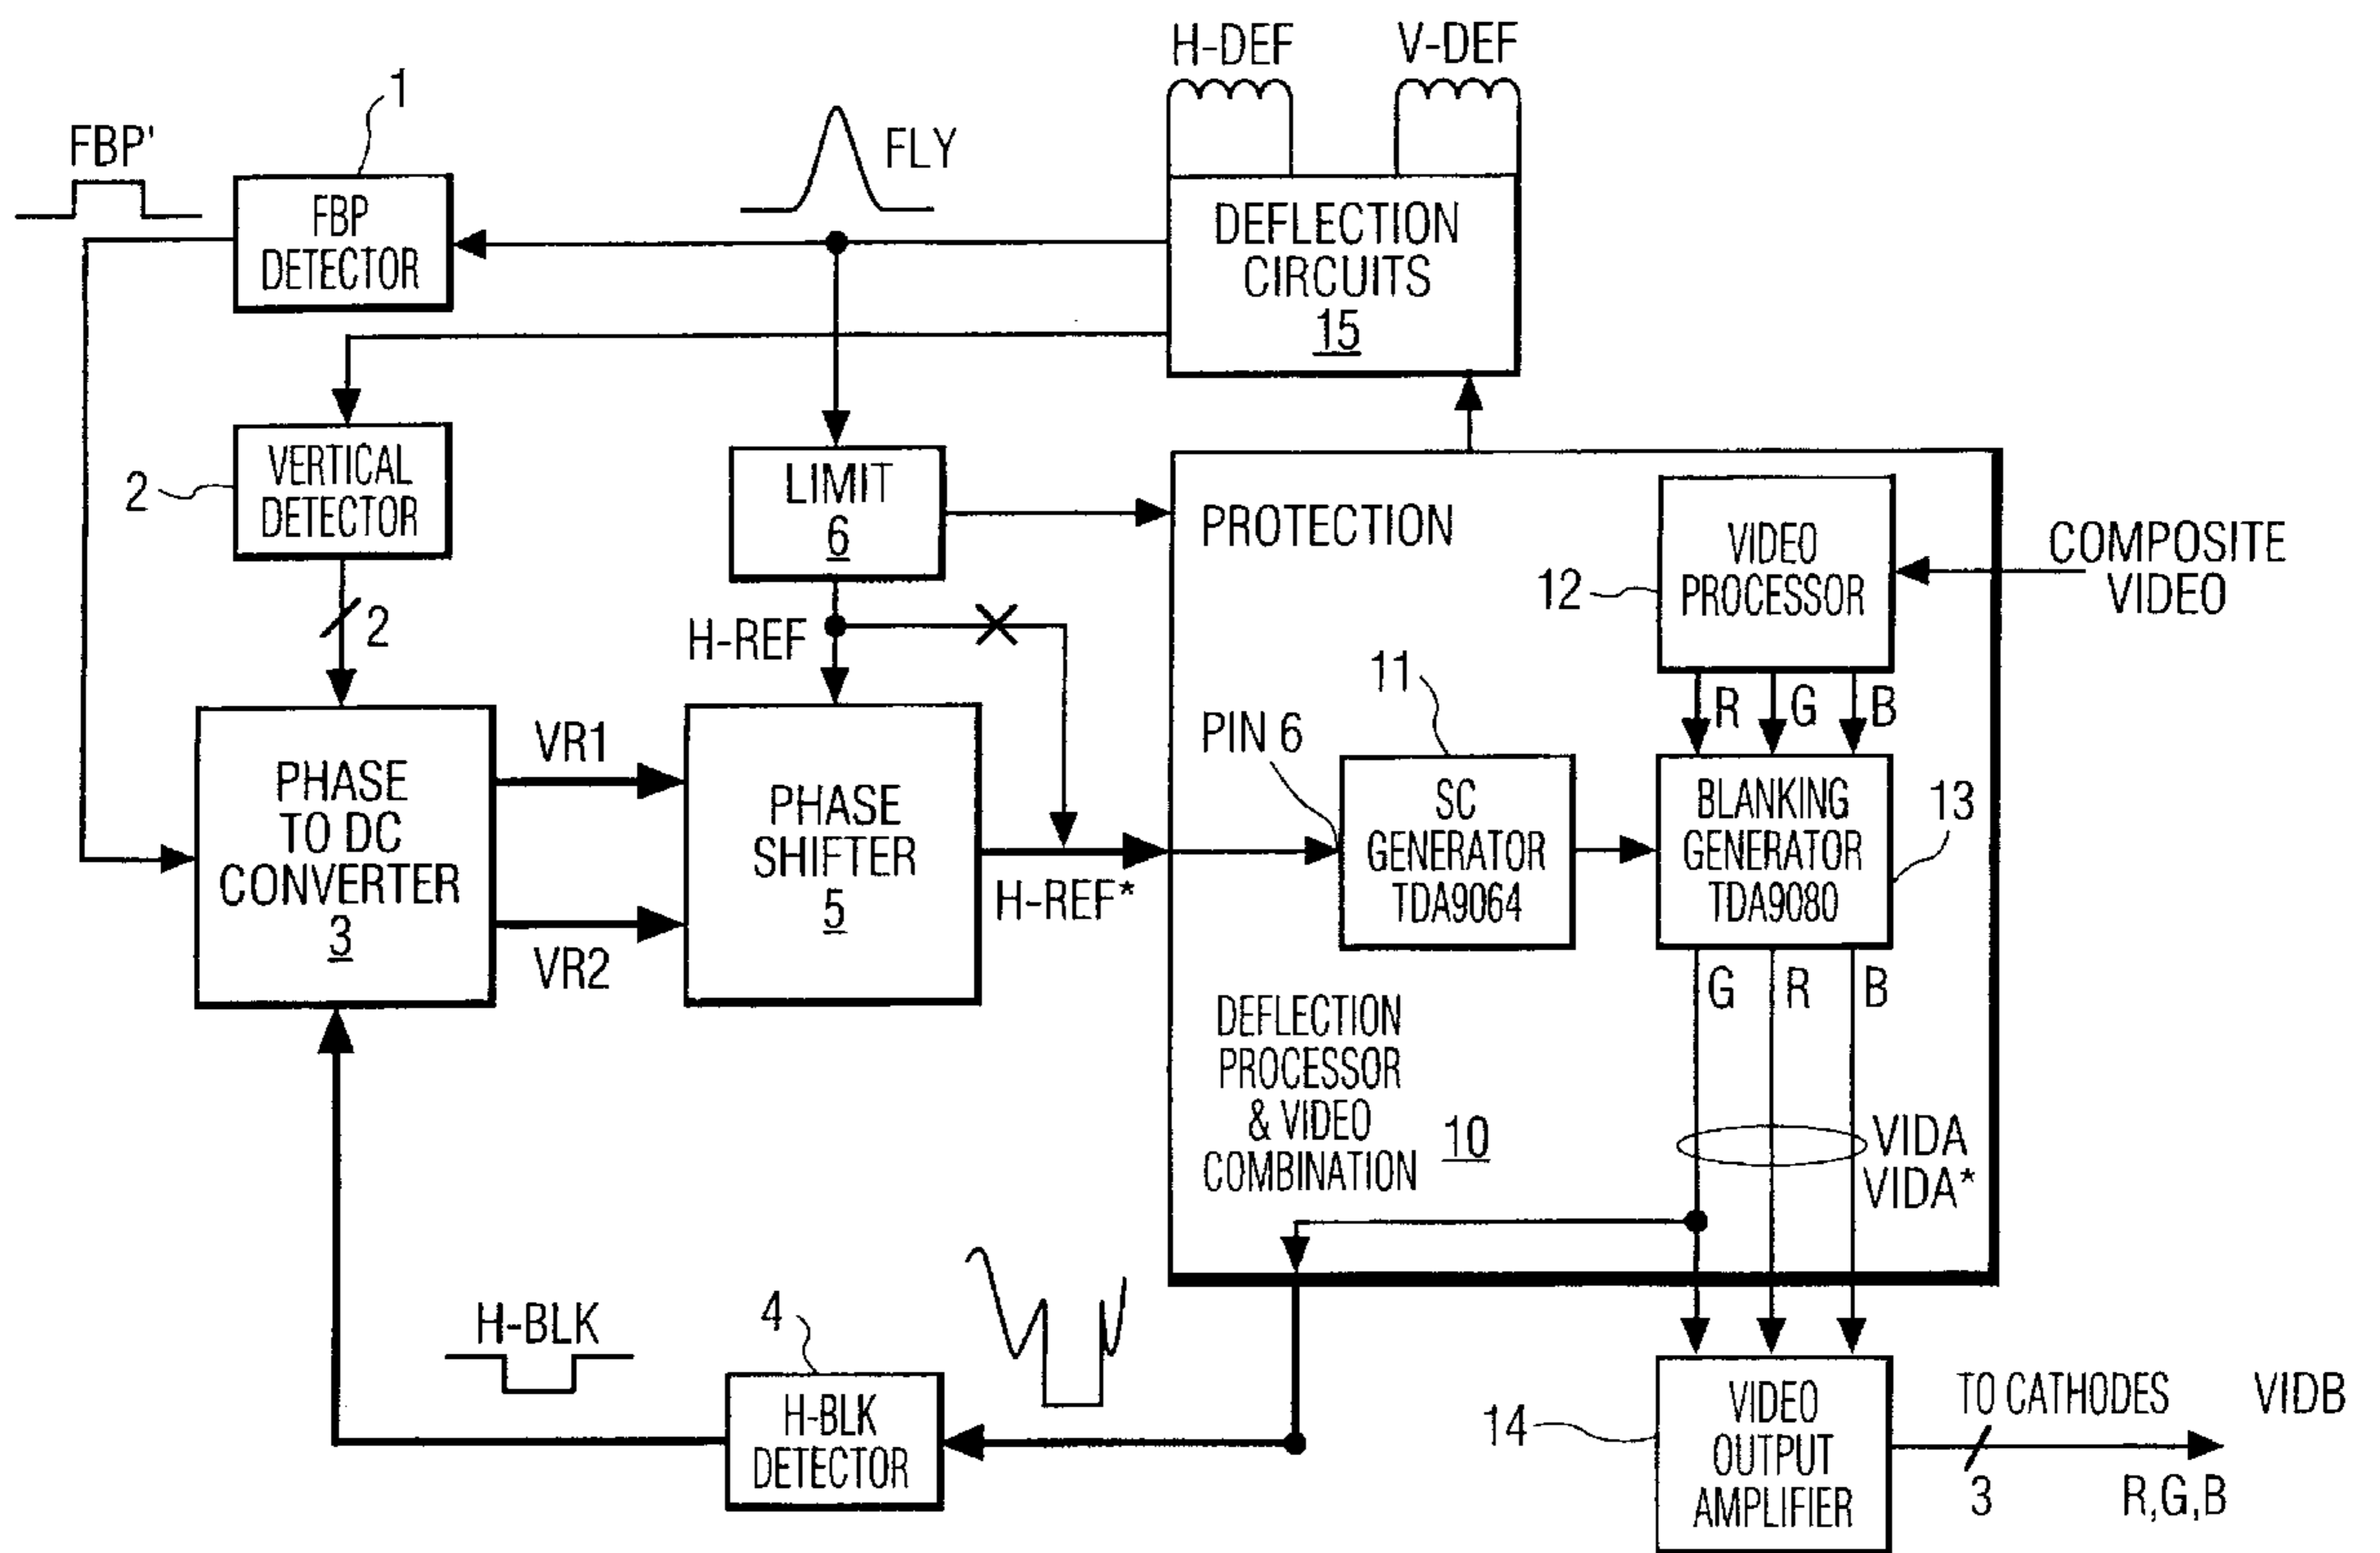 H-DEF
V-DEF
1
FBP'
FLY
FBP
DETECTOR
DEFLECTION
CIRCUITS
15
2
VERTICAL
DETECTOR
LIMIT
6
PROTECTION
VIDEO
PROCESSOR
12
COMPOSITE
VIDEO
2
H-REF
11
R
G
B
PIN 6
VR1
PHASE
TO DC
CONVERTER
3
VR2
PHASE
SHIFTER
5
H-REF*
SC
GENERATOR
TDA9064
BLANKING
GENERATOR
TDA9080
13
G
R
B
DEFLECTION
PROCESSOR
& VIDEO
COMBINATION
10
VIDA
VIDA*
H-BLK
4
H-BLK
DETECTOR
14
VIDEO
OUTPUT
AMPLIFIER
TO CATHODES
VIDB
3
R,G,B